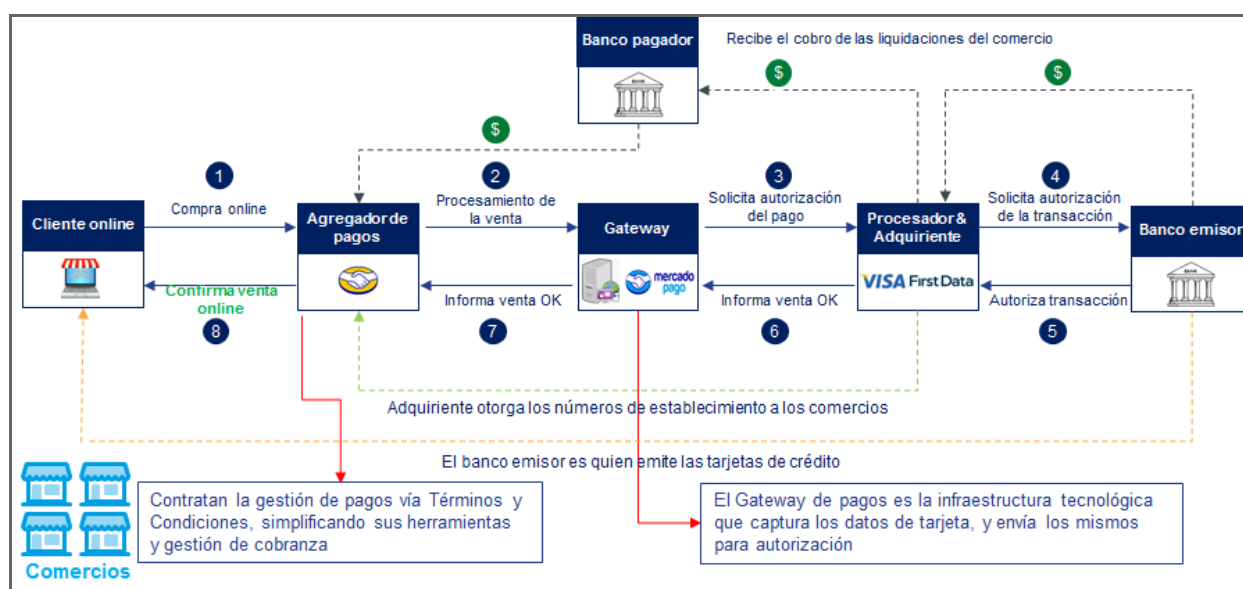 Banco pagador
Recibe el cobro de las liquidaciones del comercio
$
$
$
1
2
3
4
Compra online
Procesamiento de
la venta
Solicita autorización
del pago
Solicita autorización
de la transacción
Cliente online
Agregador de
pagos
Gateway
Procesador &
Adquiriente
Banco emisor
mercado
pago
VISA First Data
BANK
BANK
Confirma venta
online
Informa venta OK
Informa venta OK
Autoriza transacción
8
7
6
5
Adquiriente otorga los números de establecimiento a los comercios
El banco emisor es quien emite las tarjetas de crédito
Contratan la gestión de pagos vía Términos y
Condiciones, simplificando sus herramientas
y gestión de cobranza
El Gateway de pagos es la infraestructura tecnológica
que captura los datos de tarjeta, y envía los mismos
para autorización
Comercios